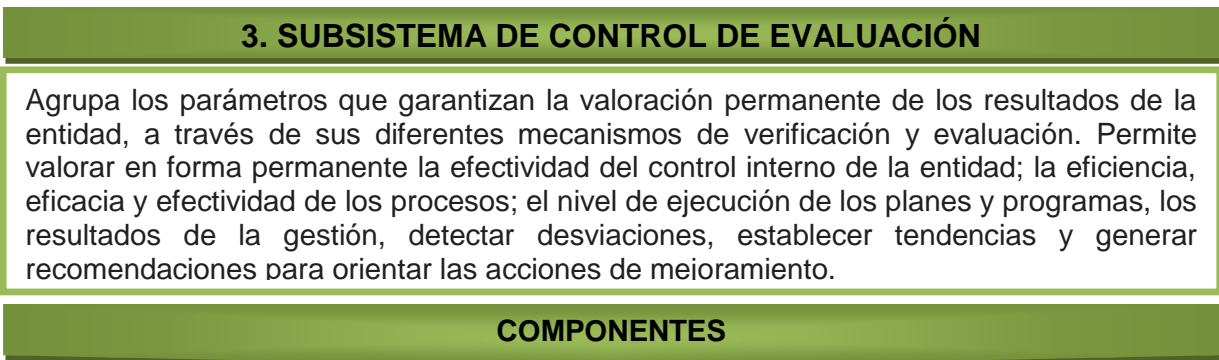 3. SUBSISTEMA DE CONTROL DE EVALUACIÓN
Agrupa los parámetros que garantizan la valoración permanente de los resultados de la
entidad, a través de sus diferentes mecanismos de verificación y evaluación. Permite
valorar en forma permanente la efectividad del control interno de la entidad; la eficiencia,
eficacia y efectividad de los procesos; el nivel de ejecución de los planes y programas, los
resultados de la gestión, detectar desviaciones, establecer tendencias y generar
recomendaciones para orientar las acciones de mejoramiento.
COMPONENTES